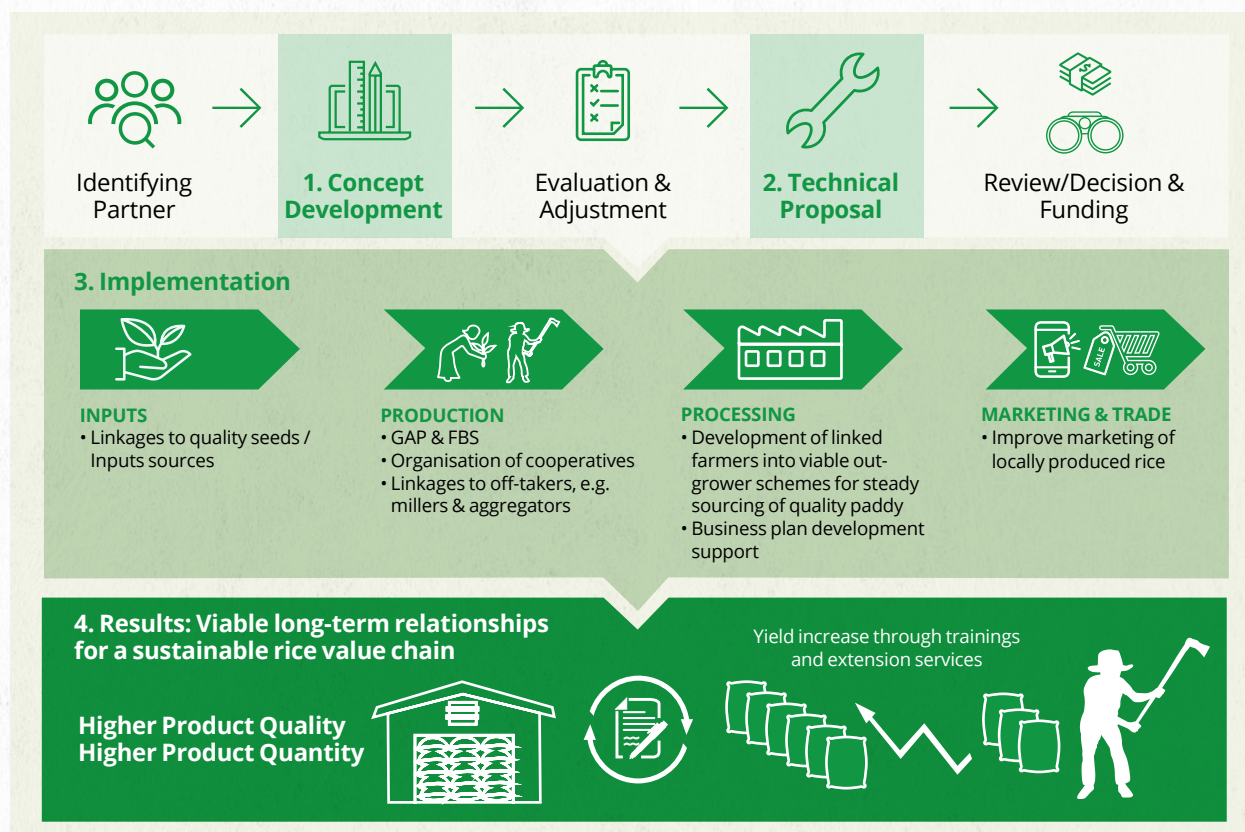 Identifying
Partner
1. Concept
Development
Evaluation &
Adjustment
2. Technical
Proposal
$
Review/Decision &
Funding
3. Implementation
SALE
INPUTS
• Linkages to quality seeds /
Inputs sources
PRODUCTION
• GAP & FBS
• Organisation of cooperatives
• Linkages to off-takers, e.g.
millers & aggregators
PROCESSING
• Development of linked
farmers into viable out-
grower schemes for steady
sourcing of quality paddy
• Business plan development
support
MARKETING & TRADE
• Improve marketing of
locally produced rice
4. Results: Viable long-term relationships
for a sustainable rice value chain
Higher Product Quality
Higher Product Quantity
Yield increase through trainings
and extension services